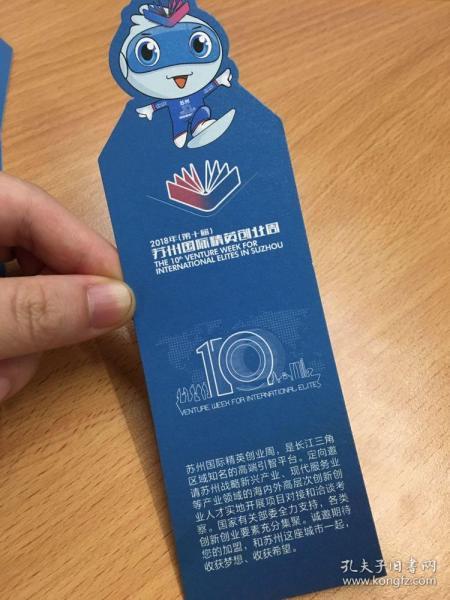 苏州
2018年(第十届)
苏州国际精英创业周
THE 10th VENTURE WEEK FOR
INTERNATIONAL ELITES IN SUZHOU
10
VENTURE WEEK FOR INTERNATIONAL ELITES
苏州国际精英创业周，是长江三角
区域知名的高端引智平台。定向邀
请苏州战略新兴产业、现代服务业
等产业领域的海内外高层次创新创
业人才实地开展项目对接和洽谈考
察。国家有关部委全力支持，各类
创新创业要素充分集聚。诚邀期待
您的加盟，和苏州这座城市一起，
收获梦想、收获希望。
孔夫子旧书网
www.kongfz.com